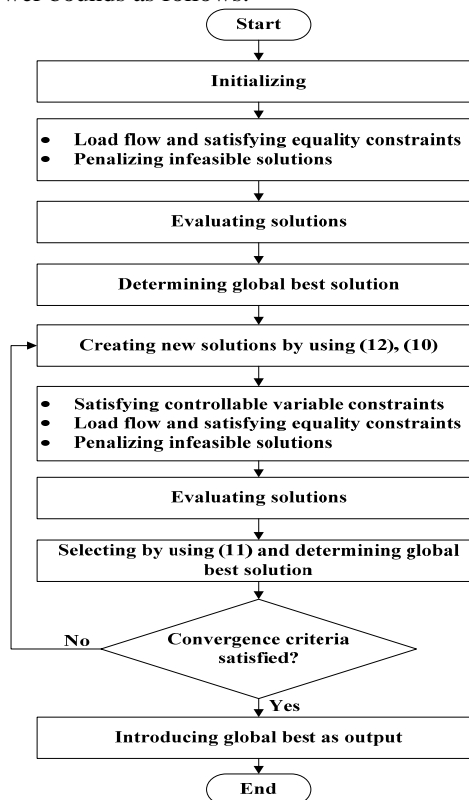 wer bounds as follows.
Start
Initializing
• Load flow and satisfying equality constraints
• Penalizing infeasible solutions
Evaluating solutions
Determining global best solution
Creating new solutions by using (12), (10)
• Satisfying controllable variable constraints
• Load flow and satisfying equality constraints
• Penalizing infeasible solutions
Evaluating solutions
Selecting by using (11) and determining global
best solution
Convergence criteria
satisfied?
No
Yes
Introducing global best as output
End